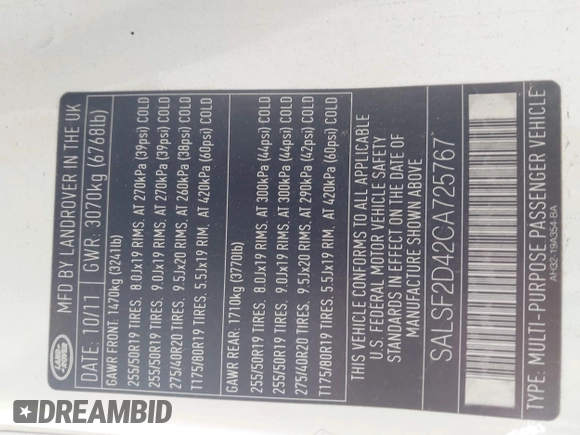 LAND ROVER
MFD BY LANDROVER IN THE UK
DATE: 10/11 GWR: 3070kg (6768lb)
GAWR FRONT: 1470kg (3241lb)
255/50R19 TIRES. 8.0Jx19 RIMS. AT 270kPa (39psi) COLD
255/50R19 TIRES. 9.0Jx19 RIMS. AT 270kPa (39psi) COLD
275/40R20 TIRES. 9.5Jx20 RIMS. AT 260kPa (38psi) COLD
T175/80R19 TIRES. 5.5Jx19 RIM. AT 420kPa (60psi) COLD
GAWR REAR: 1710kg (3770lb)
255/50R19 TIRES. 8.0Jx19 RIMS. AT 300kPa (44psi) COLD
255/50R19 TIRES. 9.0Jx19 RIMS. AT 300kPa (44psi) COLD
275/40R20 TIRES. 9.5Jx20 RIMS. AT 290kPa (42psi) COLD
T175/80R19 TIRES. 5.5Jx19 RIM. AT 420kPa (60psi) COLD
THIS VEHICLE CONFORMS TO ALL APPLICABLE
U.S. FEDERAL MOTOR VEHICLE SAFETY
STANDARDS IN EFFECT ON THE DATE OF
MANUFACTURE SHOWN ABOVE
SALSF2D42CA725767
AH32-19A354-BA
TYPE: MULTI-PURPOSE PASSENGER VEHICLE
DREAMBID